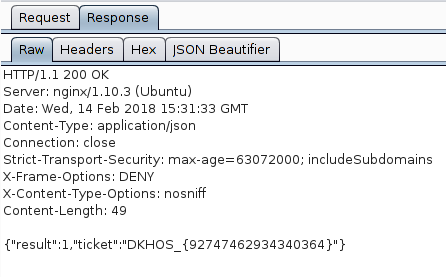 Request Response
Raw Headers Hex JSON Beautifier
HTTP/1.1 200 OK
Server: nginx/1.10.3 (Ubuntu)
Date: Wed, 14 Feb 2018 15:31:33 GMT
Content-Type: application/json
Connection: close
Strict-Transport-Security: max-age=63072000; includeSubdomains
X-Frame-Options: DENY
X-Content-Type-Options: nosniff
Content-Length: 49
{"result":1,"ticket":"DKHOS_{92747462934340364}"}